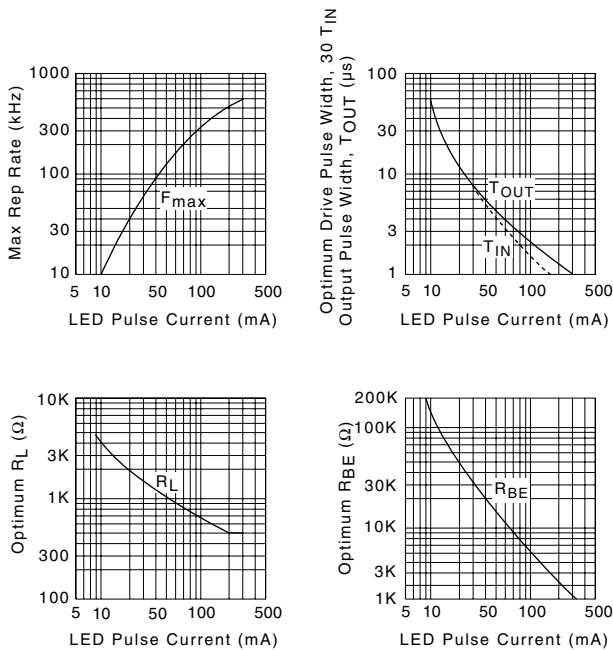 Max Rep Rate (kHz)
1000
300
100
30
10
Fmax
5 10 50 100 500
LED Pulse Current (mA)
Optimum Drive Pulse Width, 30 TIN
Output Pulse Width, TOUT (µs)
100
30
10
3
1
TOUT
TIN
5 10 50 100 500
LED Pulse Current (mA)
Optimum RL (Ω)
10K
3K
1K
300
100
RL
5 10 50 100 500
LED Pulse Current (mA)
Optimum RBE (Ω)
200K
100K
30K
10K
3K
1K
RBE
5 10 50 100 500
LED Pulse Current (mA)